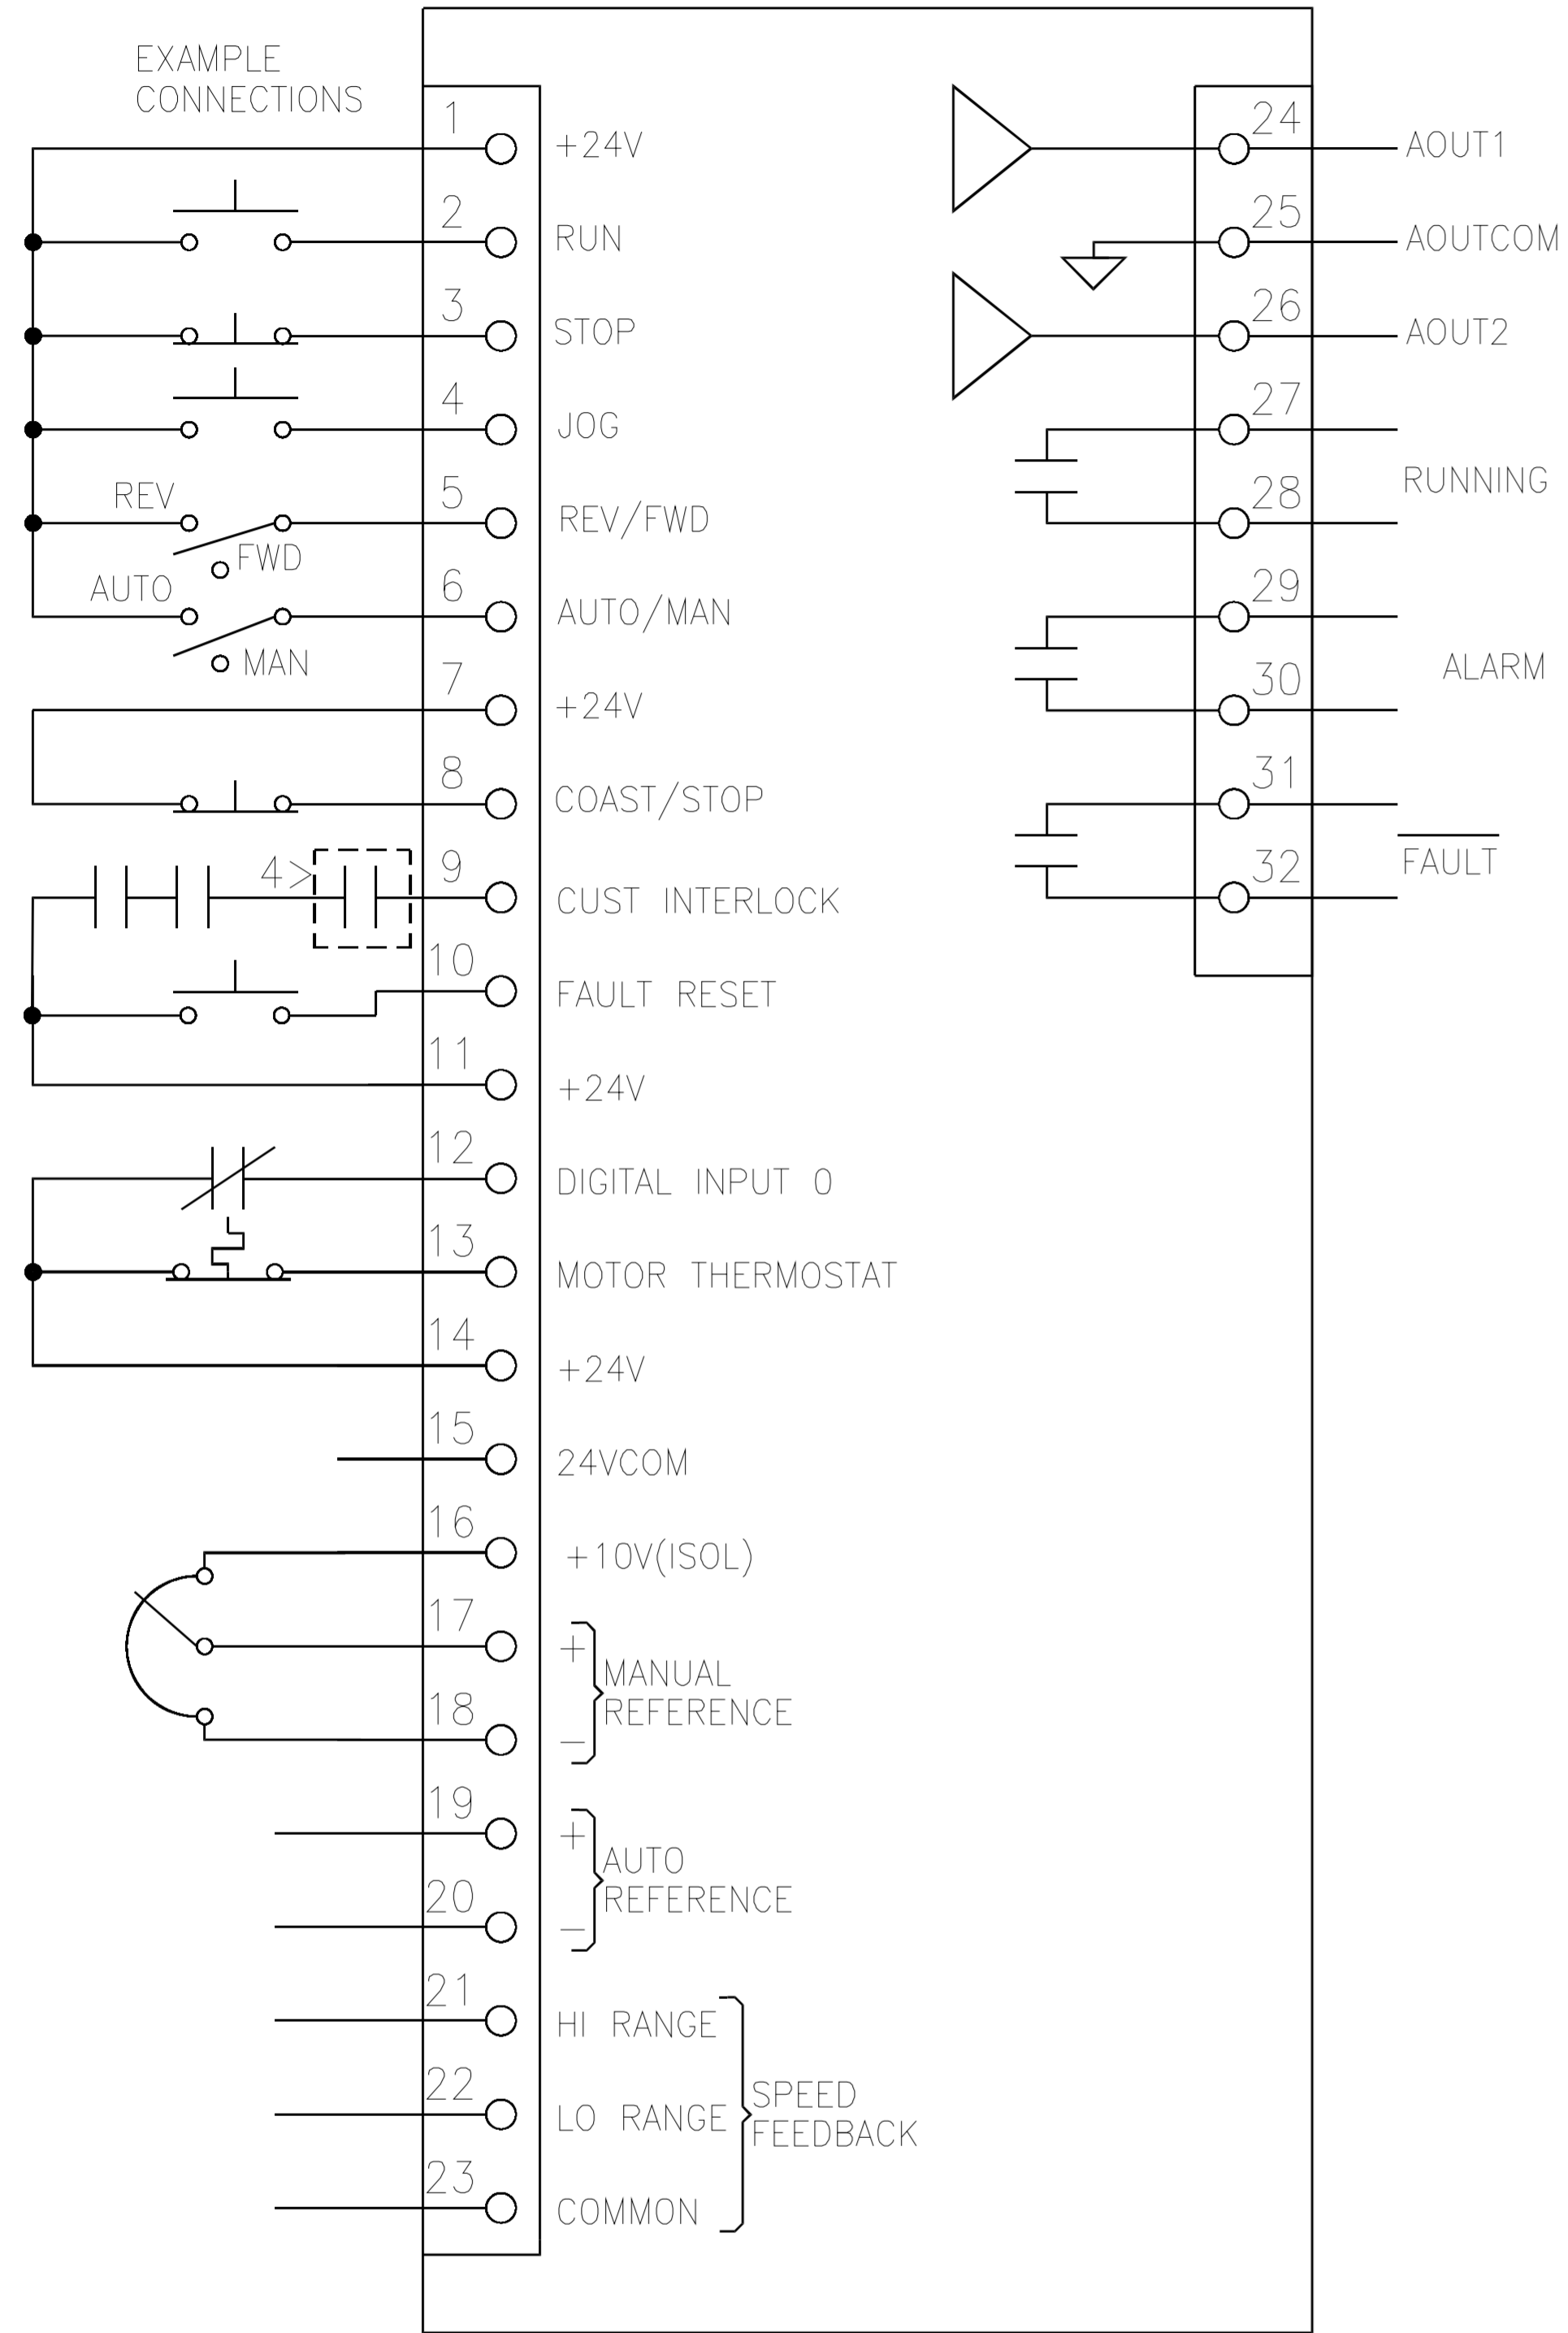 EXAMPLE
CONNECTIONS
1 +24V
2 RUN
3 STOP
4 JOG
REV
5 REV/FWD
FWD
AUTO
6 AUTO/MAN
MAN
7 +24V
8 COAST/STOP
4>
9 CUST INTERLOCK
10 FAULT RESET
11 +24V
12 DIGITAL INPUT 0
13 MOTOR THERMOSTAT
14 +24V
15 24VCOM
16 +10V(ISOL)
17 +
MANUAL
REFERENCE
18 −
19 +
AUTO
REFERENCE
20 −
21 HI RANGE
22 LO RANGE
SPEED
FEEDBACK
23 COMMON
24 AOUT1
25 AOUTCOM
26 AOUT2
27
RUNNING
28
29
ALARM
30
31
FAULT
32